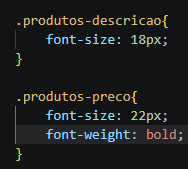 .produtos-descricao{
    font-size: 18px;
}

.produtos-preco{
    font-size: 22px;
    font-weight: bold;
}